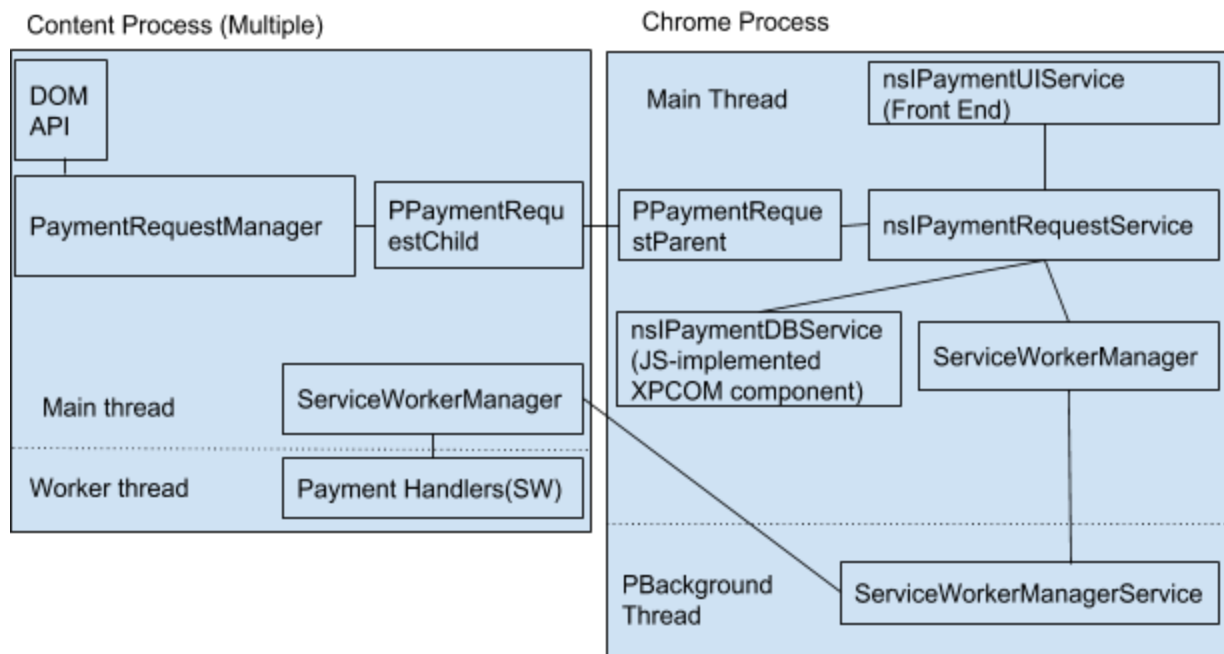 Content Process (Multiple)
DOM
API
PaymentRequestManager
PPaymentRequ
estChild
Main thread
ServiceWorkerManager
Worker thread
Payment Handlers(SW)
Chrome Process
Main Thread
nsIPaymentUIService
(Front End)
PPaymentReque
stParent
nsIPaymentRequestService
nsIPaymentDBService
(JS-implemented
XPCOM component)
ServiceWorkerManager
PBackground
Thread
ServiceWorkerManagerService